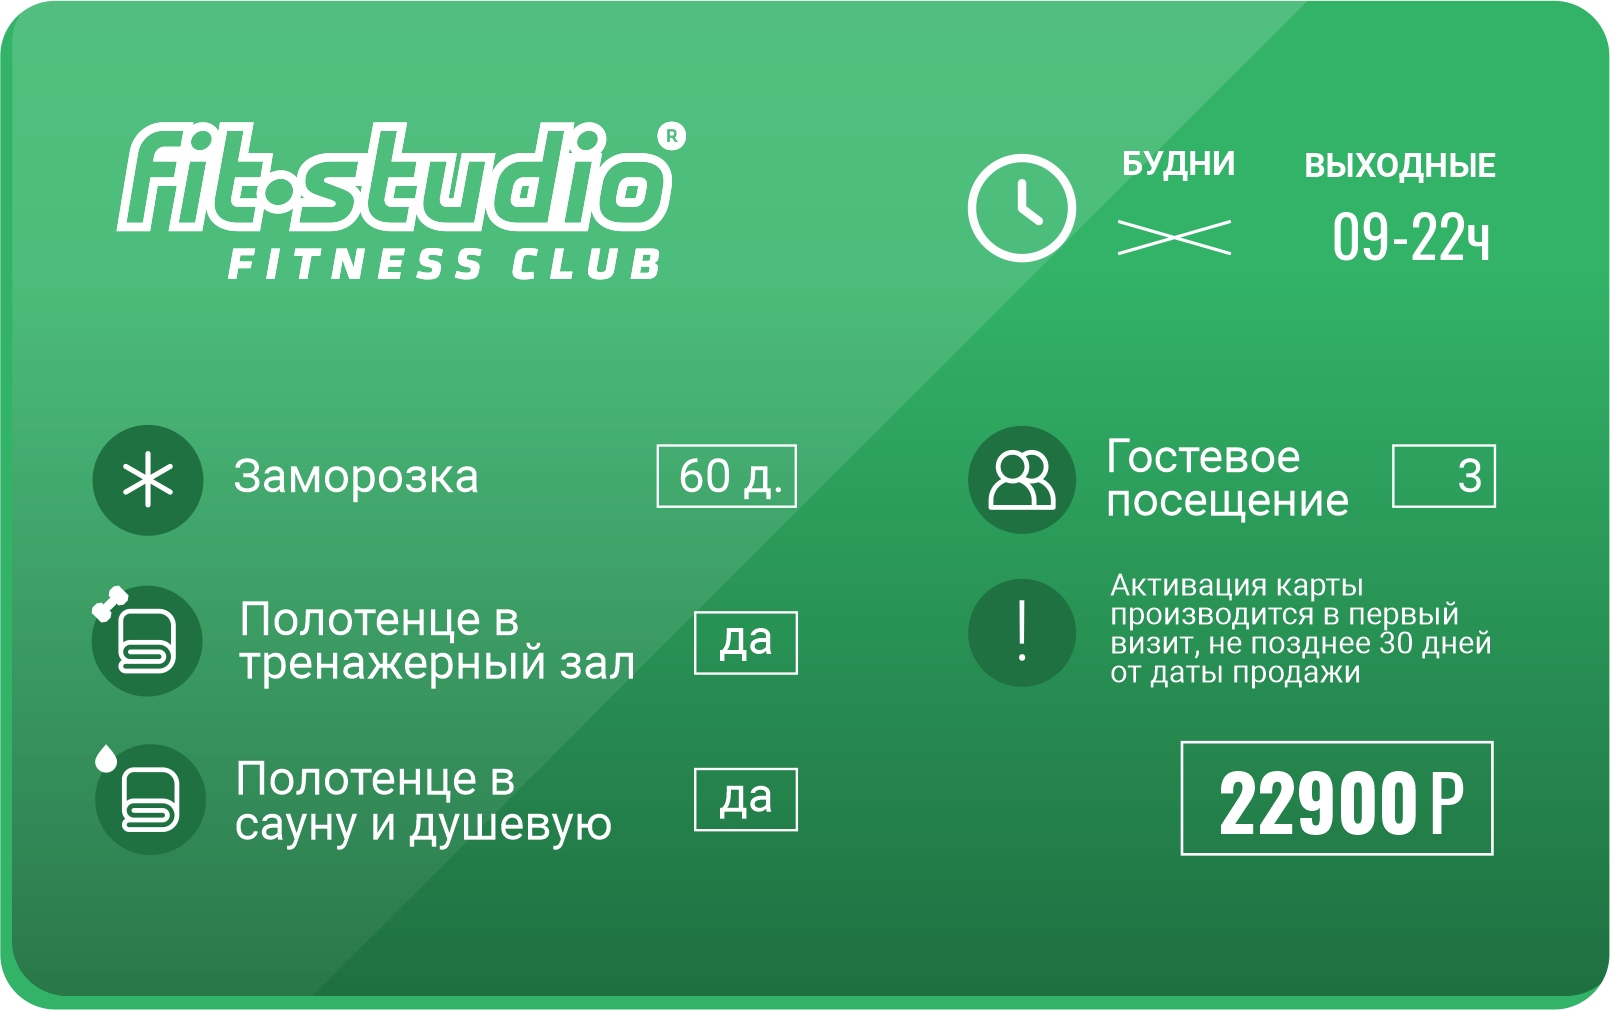 fit·studio®
FITNESS CLUB
БУДНИ ВЫХОДНЫЕ
09-22ч
Заморозка 60 д.
Полотенце в
тренажерный зал да
Полотенце в
сауну и душевую да
Гостевое
посещение 3
Активация карты
производится в первый
визит, не позднее 30 дней
от даты продажи
22900 Р